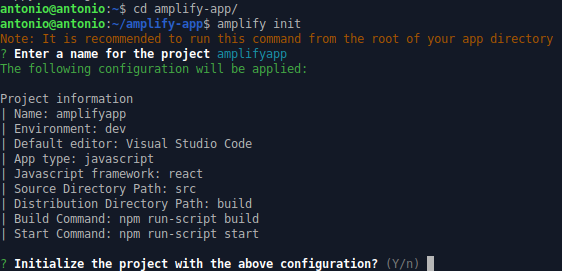 antonio@antonio:~$ cd amplify-app/
antonio@antonio:~/amplify-app$ amplify init
Note: It is recommended to run this command from the root of your app directory
? Enter a name for the project amplifyapp
The following configuration will be applied:
Project information
| Name: amplifyapp
| Environment: dev
| Default editor: Visual Studio Code
| App type: javascript
| Javascript framework: react
| Source Directory Path: src
| Distribution Directory Path: build
| Build Command: npm run-script build
| Start Command: npm run-script start
? Initialize the project with the above configuration? (Y/n)